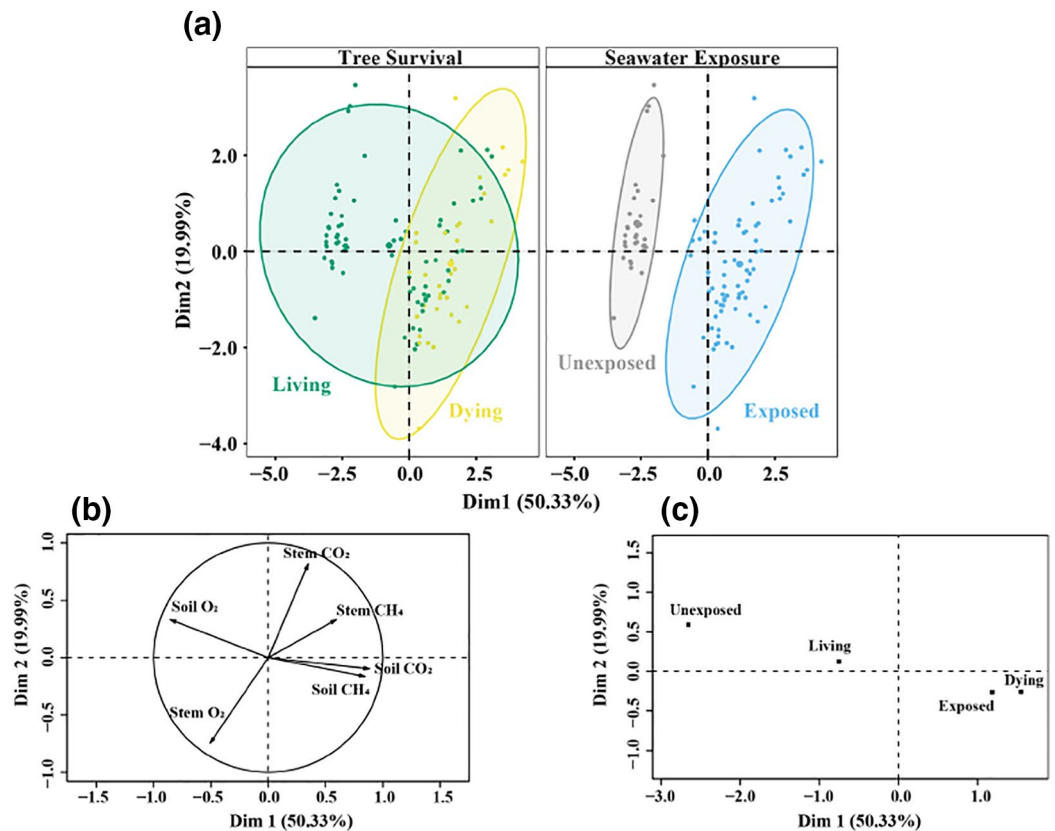 (a)
Tree Survival
Seawater Exposure
Dim2 (19.99%)
2.0
0.0
−2.0
−4.0
Living
Dying
Unexposed
Exposed
−5.0 −2.5 0.0 2.5
−5.0 −2.5 0.0 2.5
Dim1 (50.33%)
(b)
Dim 2 (19.99%)
1.0
0.5
0.0
−0.5
−1.0
Stem CO₂
Soil O₂
Stem CH₄
Soil CO₂
Soil CH₄
Stem O₂
−1.5 −1.0 −0.5 0.0 0.5 1.0 1.5
Dim 1 (50.33%)
(c)
Dim 2 (19.99%)
1.5
1.0
0.5
0.0
−0.5
−1.0
Unexposed
Living
Dying
Exposed
−3.0 −2.0 −1.0 0.0 1.0
Dim 1 (50.33%)